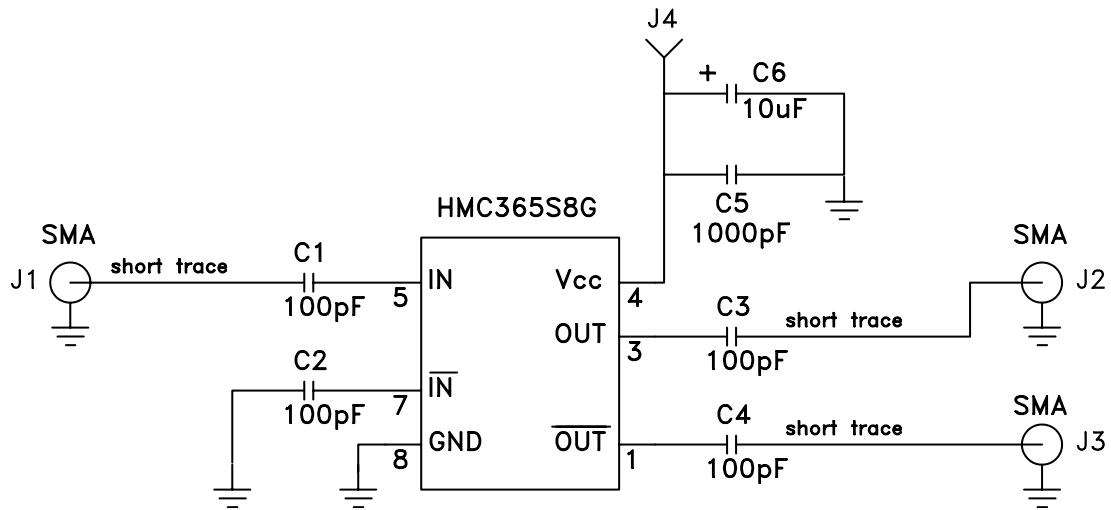 J4
+
C6
10uF
C5
1000pF
HMC365S8G
SMA
J1
short trace
C1
100pF
5
IN
Vcc
4
SMA
J2
C3
short trace
100pF
OUT
3
C2
100pF
7
IN
GND
8
OUT
1
C4
short trace
100pF
SMA
J3